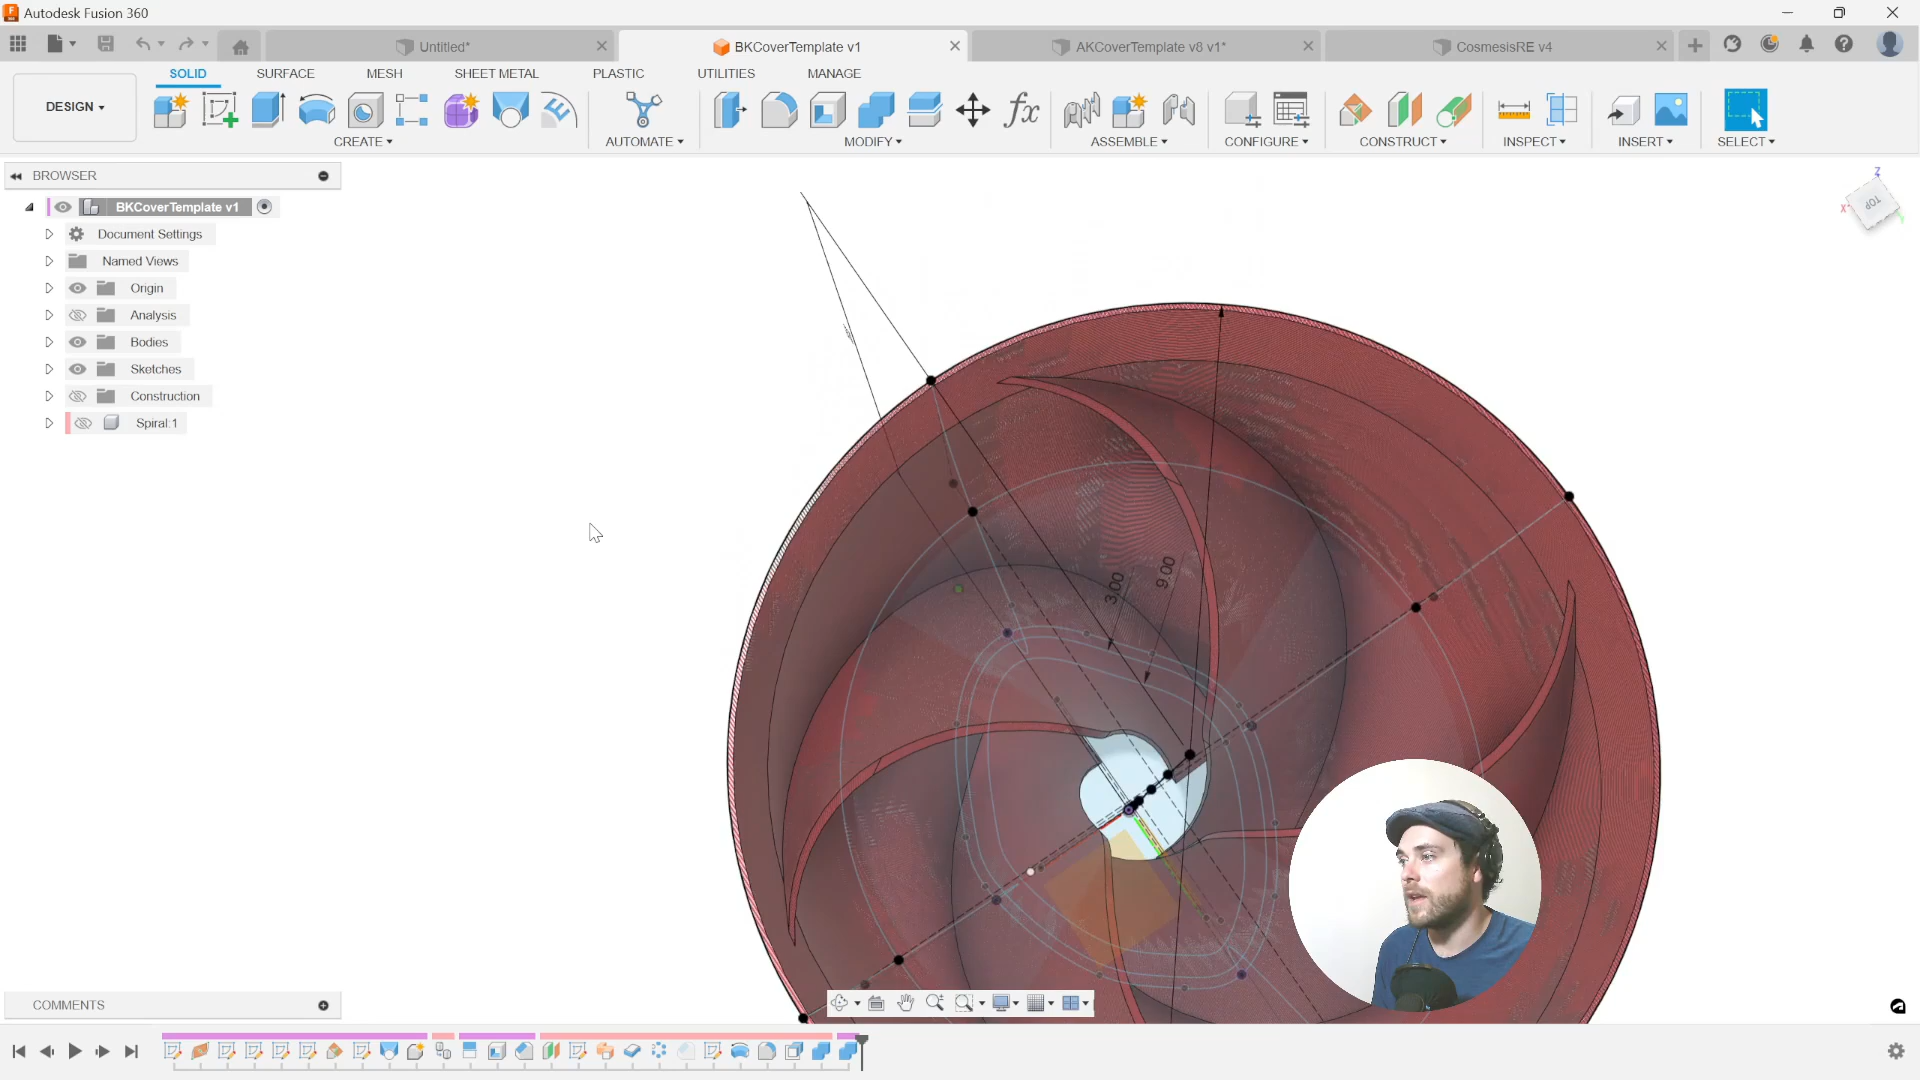 Autodesk Fusion 360
Untitled*
BKCoverTemplate v1
AKCoverTemplate v8 v1*
CosmesisRE v4
DESIGN
SOLID
SURFACE
MESH
SHEET METAL
PLASTIC
UTILITIES
MANAGE
CREATE
AUTOMATE
MODIFY
ASSEMBLE
CONFIGURE
CONSTRUCT
INSPECT
INSERT
SELECT
BROWSER
BKCoverTemplate v1
Document Settings
Named Views
Origin
Analysis
Bodies
Sketches
Construction
Spiral:1
Z
X
TOP
3.00
9.00
COMMENTS